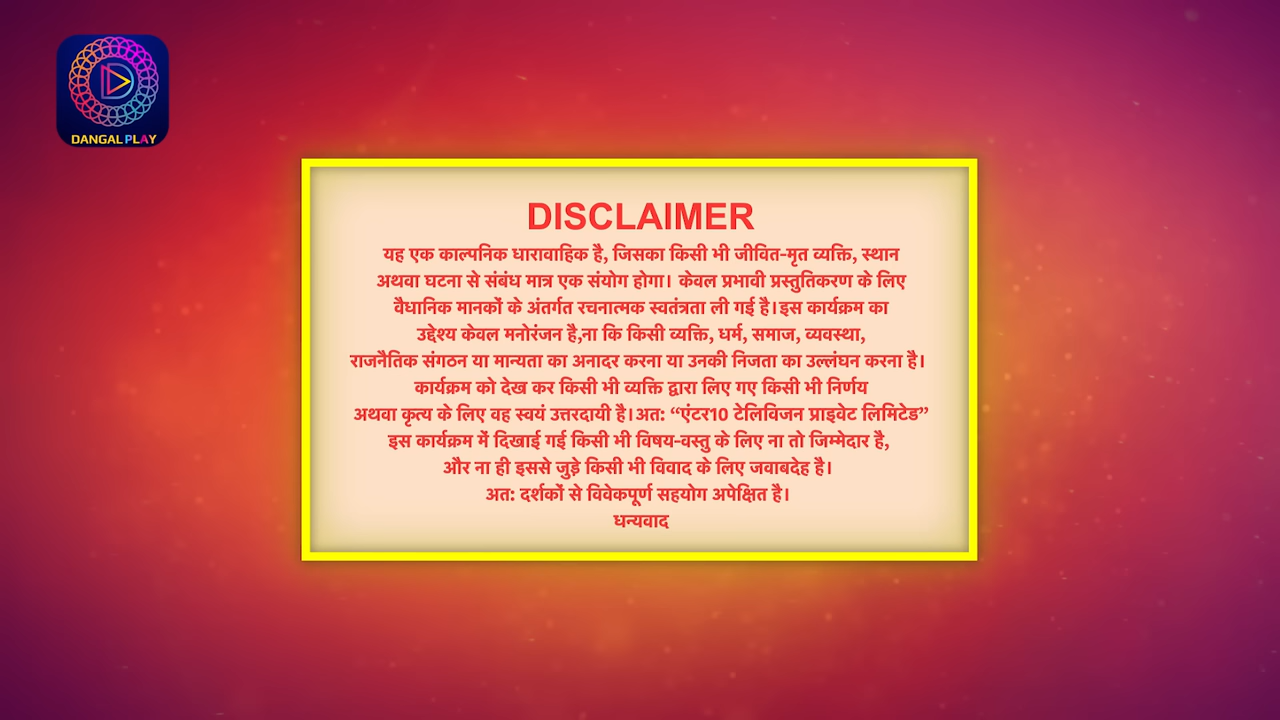 DANGAL PLAY
DISCLAIMER
यह एक काल्पनिक धारावाहिक है, जिसका किसी भी जीवित-मृत व्यक्ति, स्थान
अथवा घटना से संबंध मात्र एक संयोग होगा। केवल प्रभावी प्रस्तुतिकरण के लिए
वैधानिक मानकों के अंतर्गत रचनात्मक स्वतंत्रता ली गई है।इस कार्यक्रम का
उद्देश्य केवल मनोरंजन है,ना कि किसी व्यक्ति, धर्म, समाज, व्यवस्था,
राजनैतिक संगठन या मान्यता का अनादर करना या उनकी निजता का उल्लंघन करना है।
कार्यक्रम को देख कर किसी भी व्यक्ति द्वारा लिए गए किसी भी निर्णय
अथवा कृत्य के लिए वह स्वयं उत्तरदायी है।अत: “एंटर10 टेलिविजन प्राइवेट लिमिटेड”
इस कार्यक्रम में दिखाई गई किसी भी विषय-वस्तु के लिए ना तो जिम्मेदार है,
और ना ही इससे जुड़े किसी भी विवाद के लिए जवाबदेह है।
अत: दर्शकों से विवेकपूर्ण सहयोग अपेक्षित है।
धन्यवाद